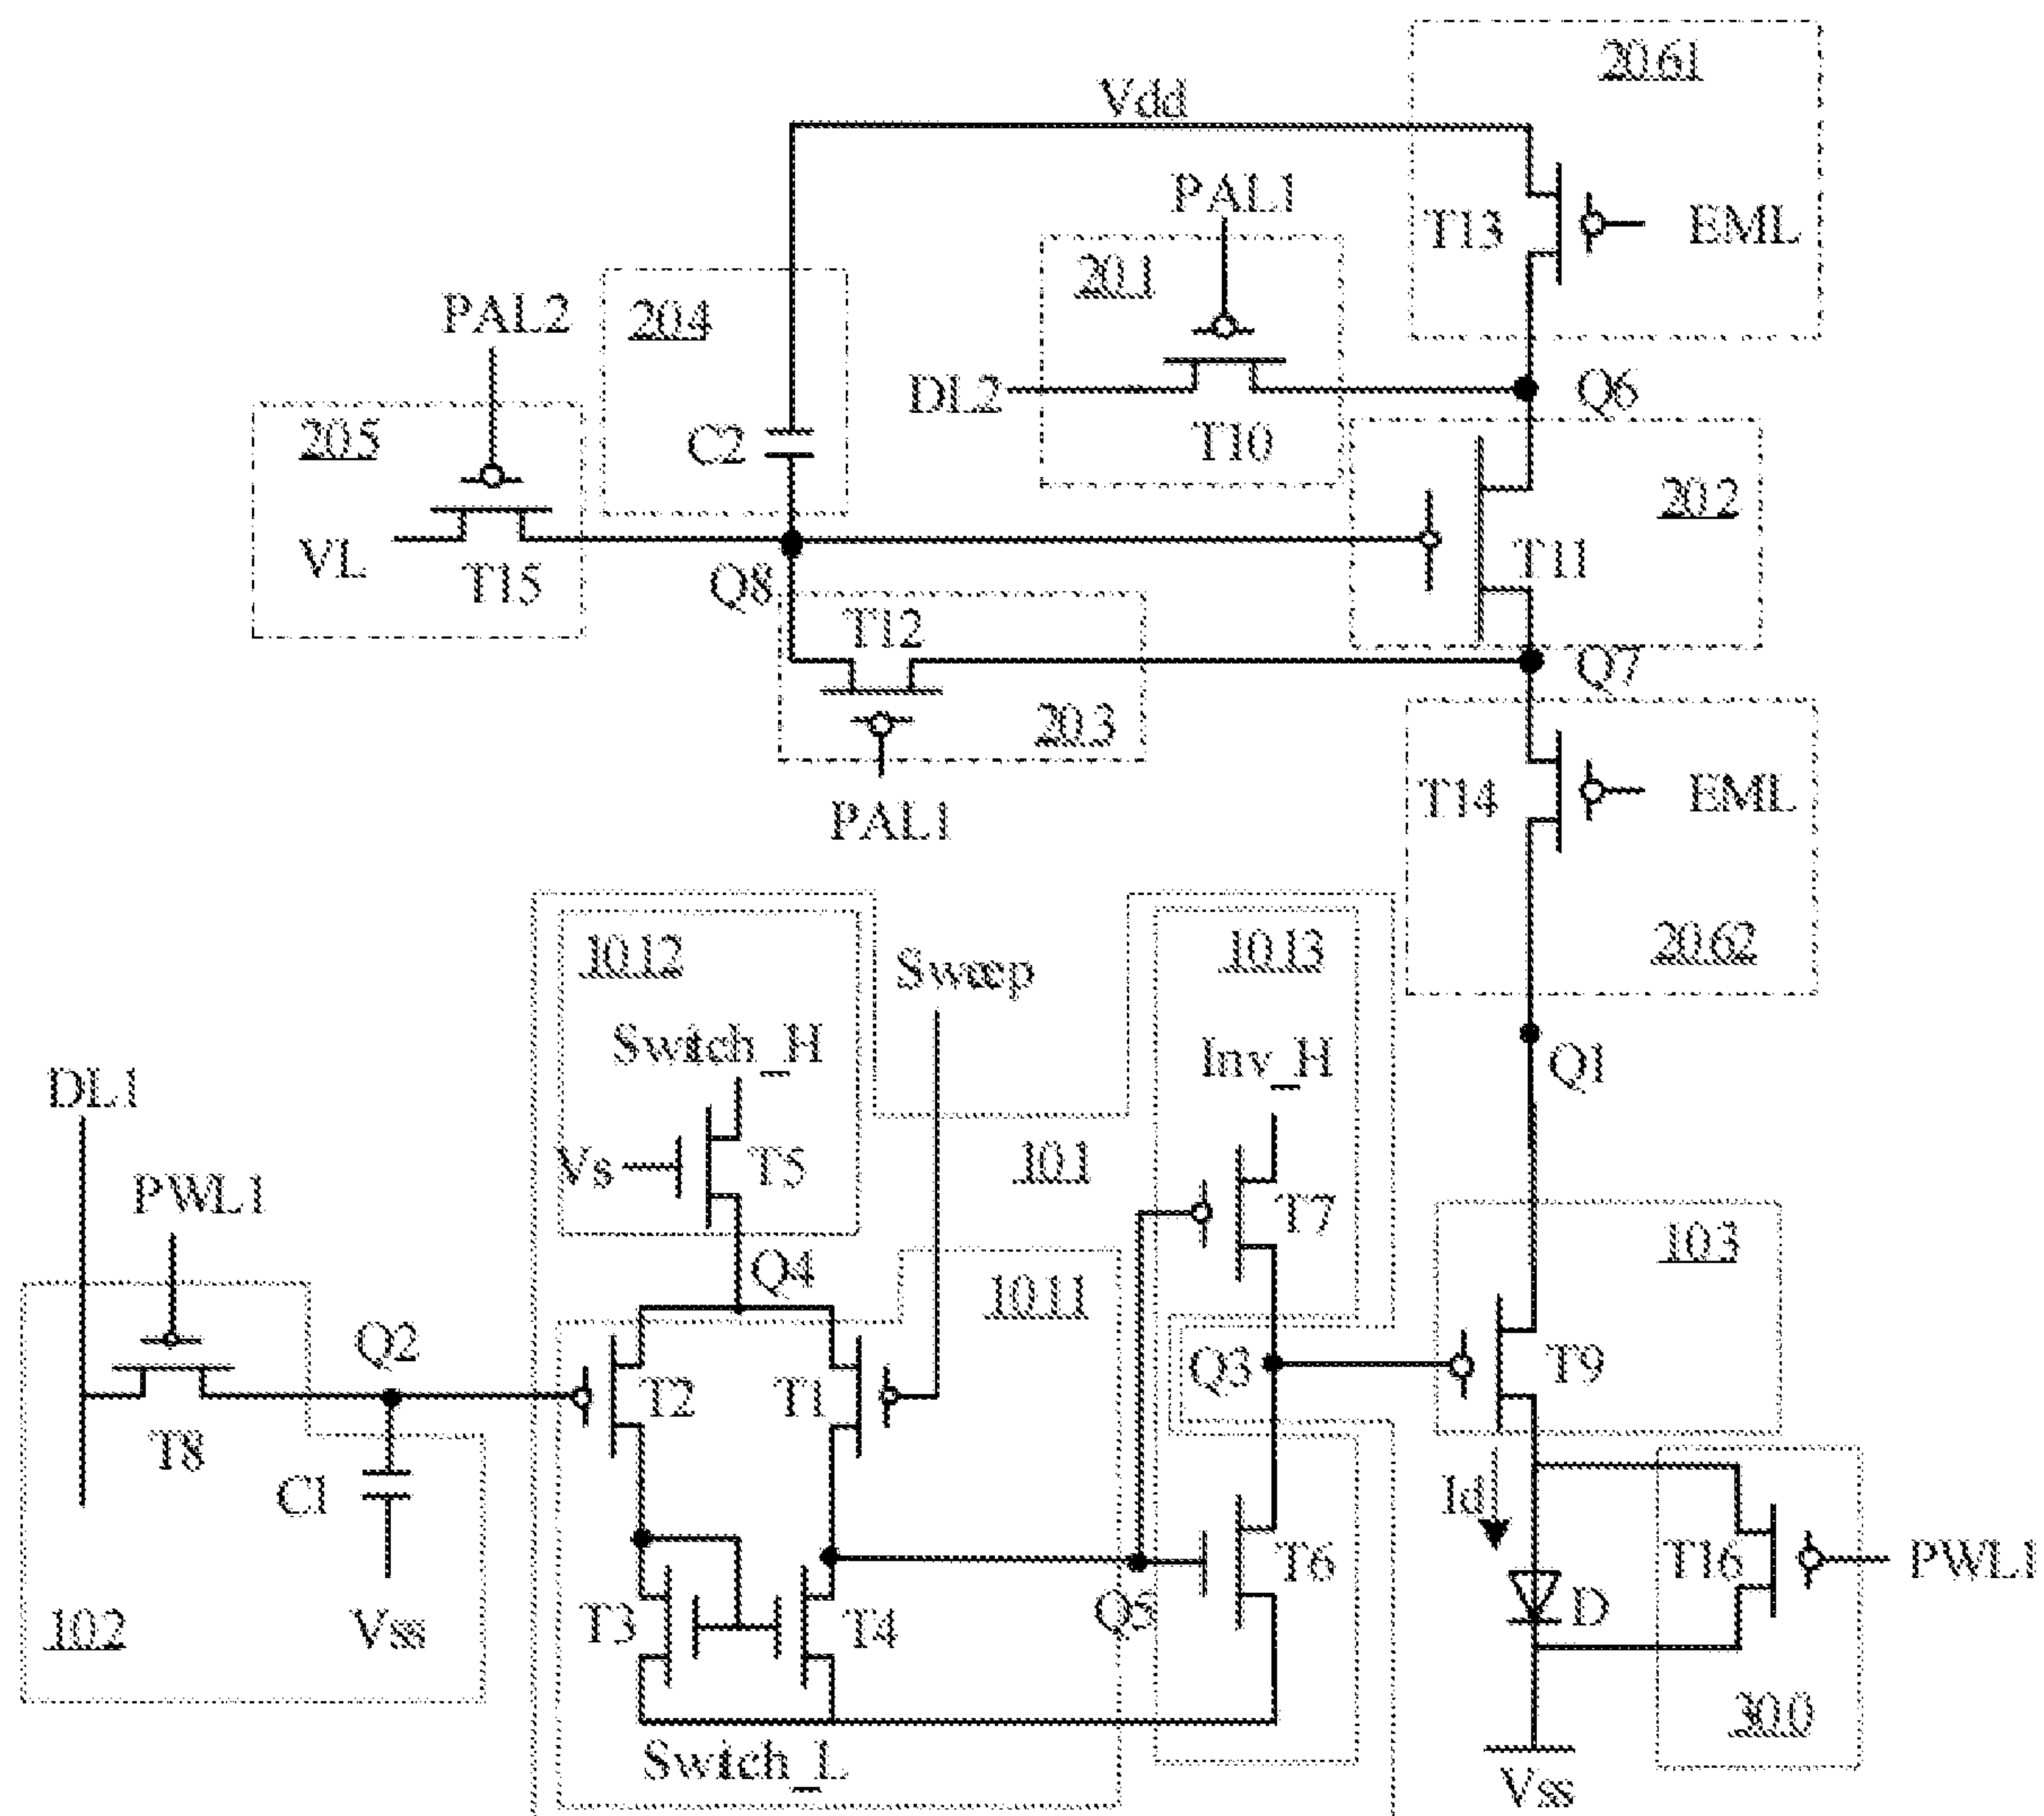 2061
Vdd
PAL1
T13
EML
201
204
PAL2
DL2
Q6
205
C2
T10
202
VL
T15
Q8
T11
T12
Q7
203
T14
EML
PAL1
2062
1012
1013
Sweep
Switch_H
Inv_H
Q1
DL1
Vs
T5
101
PWL1
T7
103
Q4
1011
Q2
T2
T1
Q3
T9
T8
C1
Id
T16
PWL1
102
Vss
T3
T4
Q5
T6
D
300
Switch_L
Vss